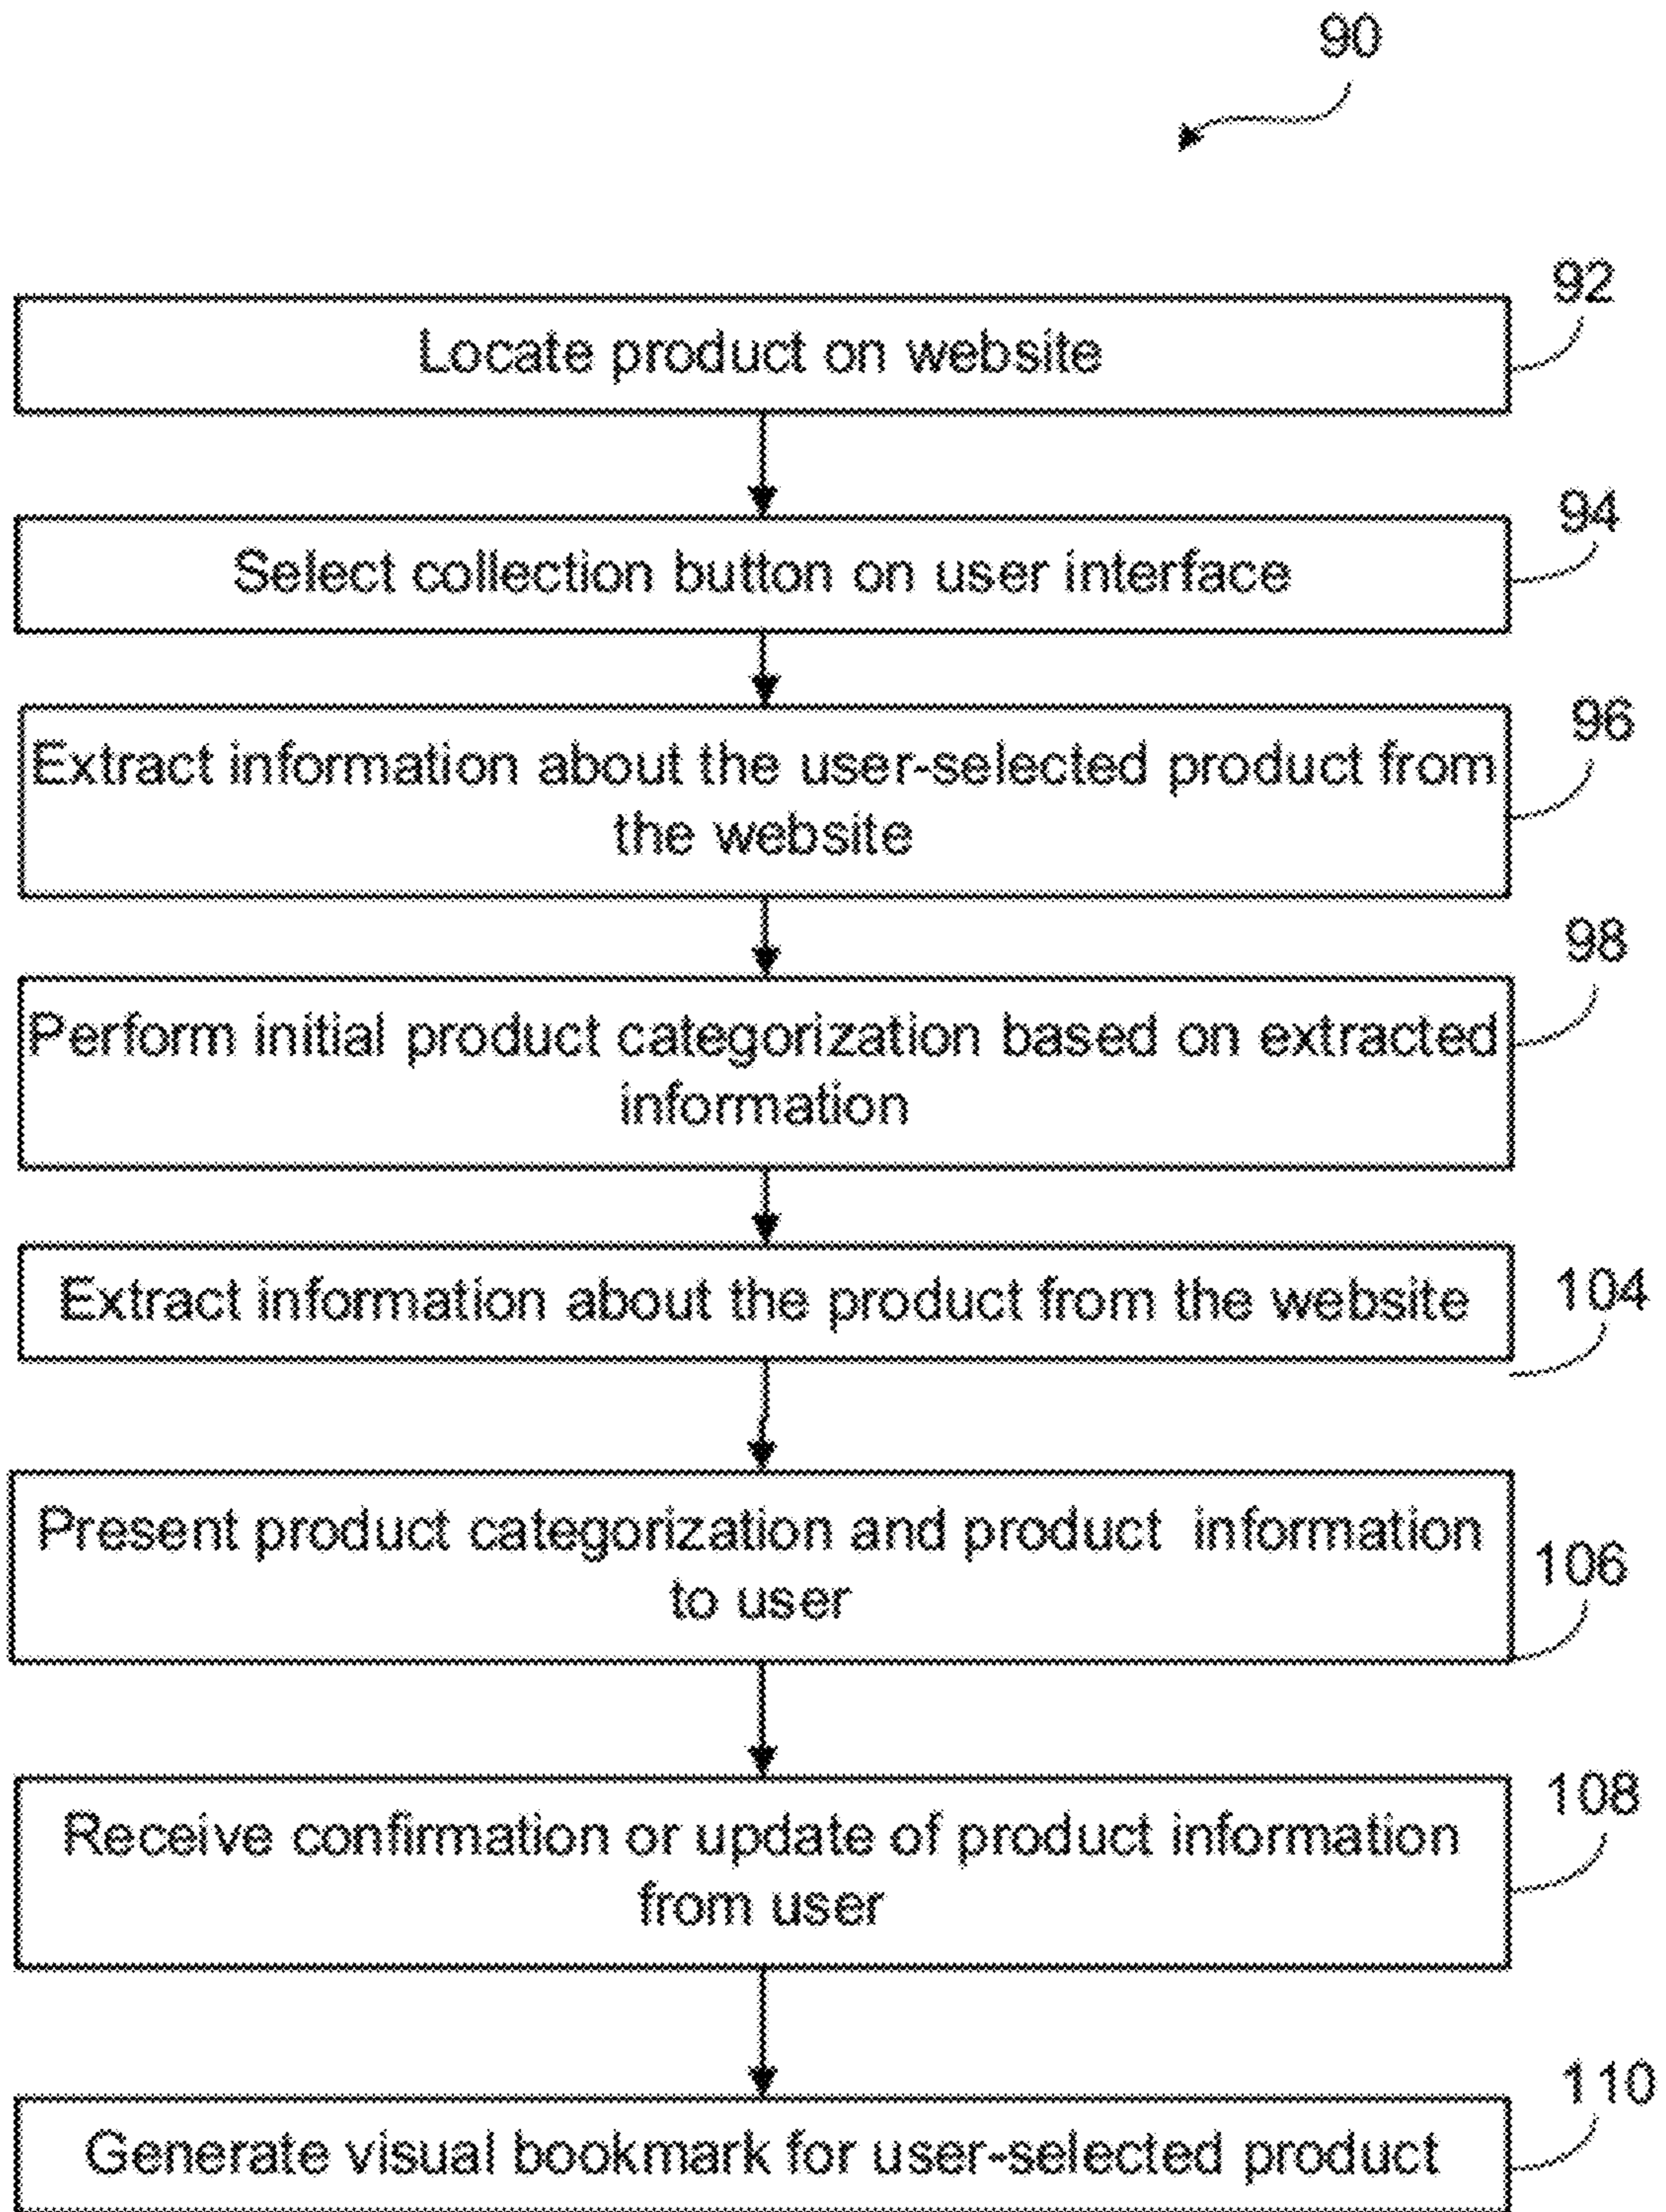 90
92
Locate product on website
94
Select collection button on user interface
96
Extract information about the user-selected product from
the website
98
Perform initial product categorization based on extracted
information
104
Extract information about the product from the website
Present product categorization and product information
106
to user
108
Receive confirmation or update of product information
from user
110
Generate visual bookmark for user-selected product